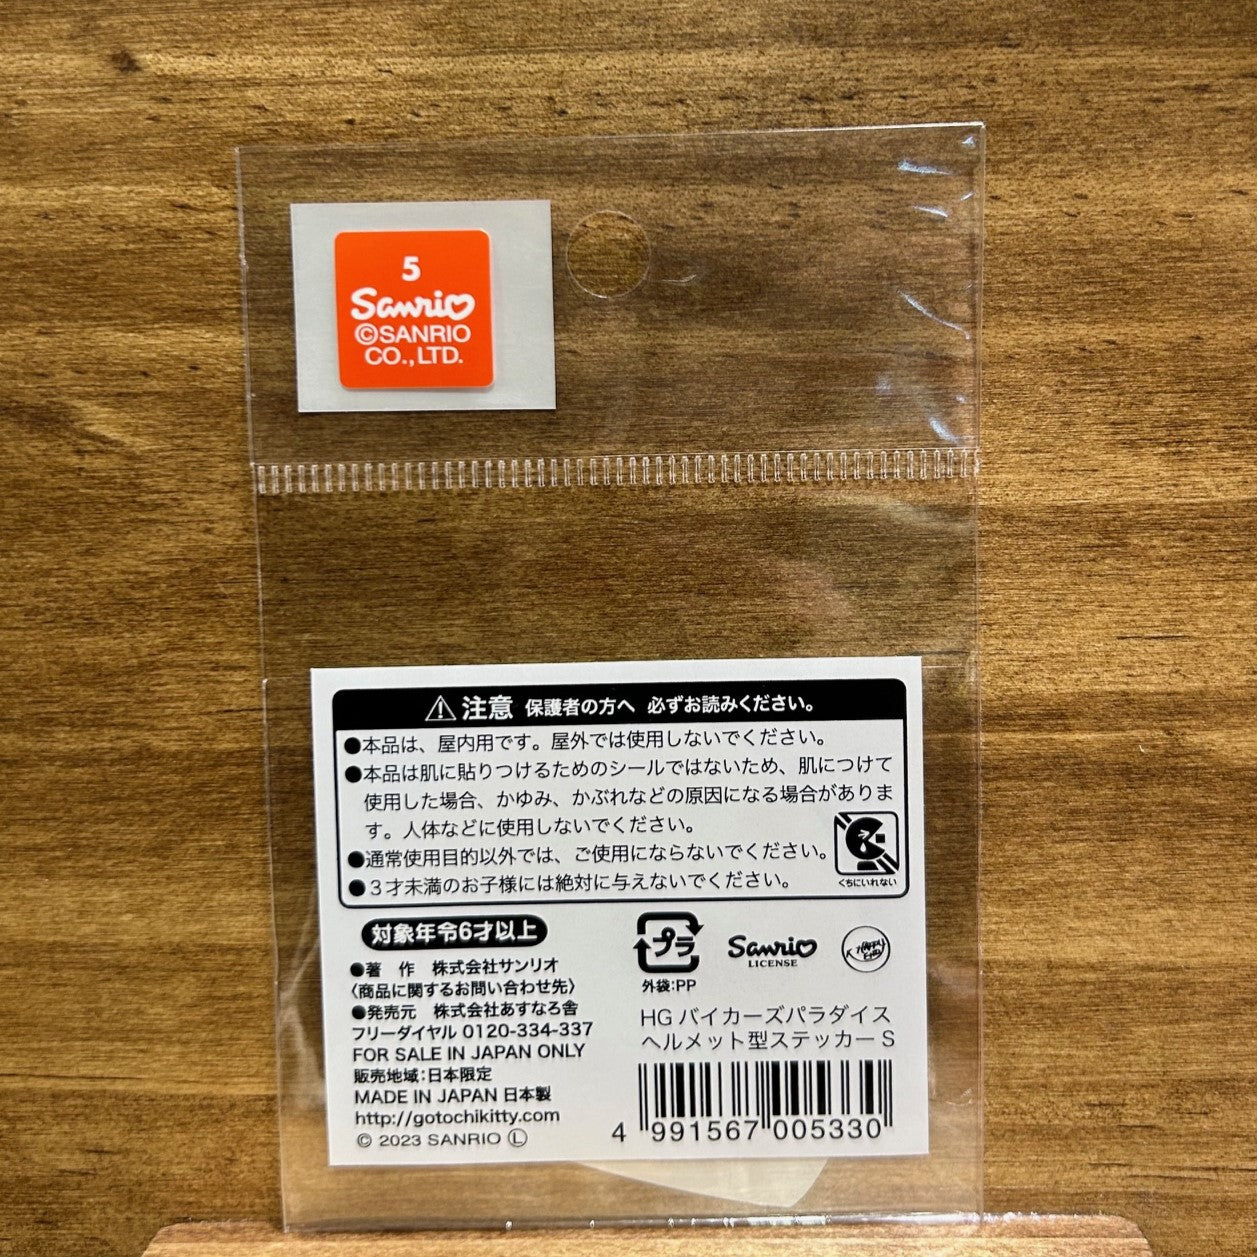 5
Sanrio
©SANRIO
CO., LTD.
注意 保護者の方へ 必ずお読みください。
●本品は、屋内用です。屋外では使用しないでください。
●本品は肌に貼りつけるためのシールではないため、肌につけて
使用した場合、かゆみ、かぶれなどの原因になる場合がありま
す。人体などに使用しないでください。
●通常使用目的以外では、ご使用にならないでください。
●3才未満のお子様には絶対に与えないでください。
くちにいれない
対象年令6才以上
●著 作 株式会社サンリオ
〈商品に関するお問い合わせ先〉
●発売元 株式会社あすなろ舎
フリーダイヤル 0120-334-337
FOR SALE IN JAPAN ONLY
販売地域:日本限定
MADE IN JAPAN 日本製
http://gotochikitty.com
© 2023 SANRIO Ⓛ
プラ
外袋:PP
Sanrio
LICENSE
HG バイカーズパラダイス
ヘルメット型ステッカー S
4 991567 005330